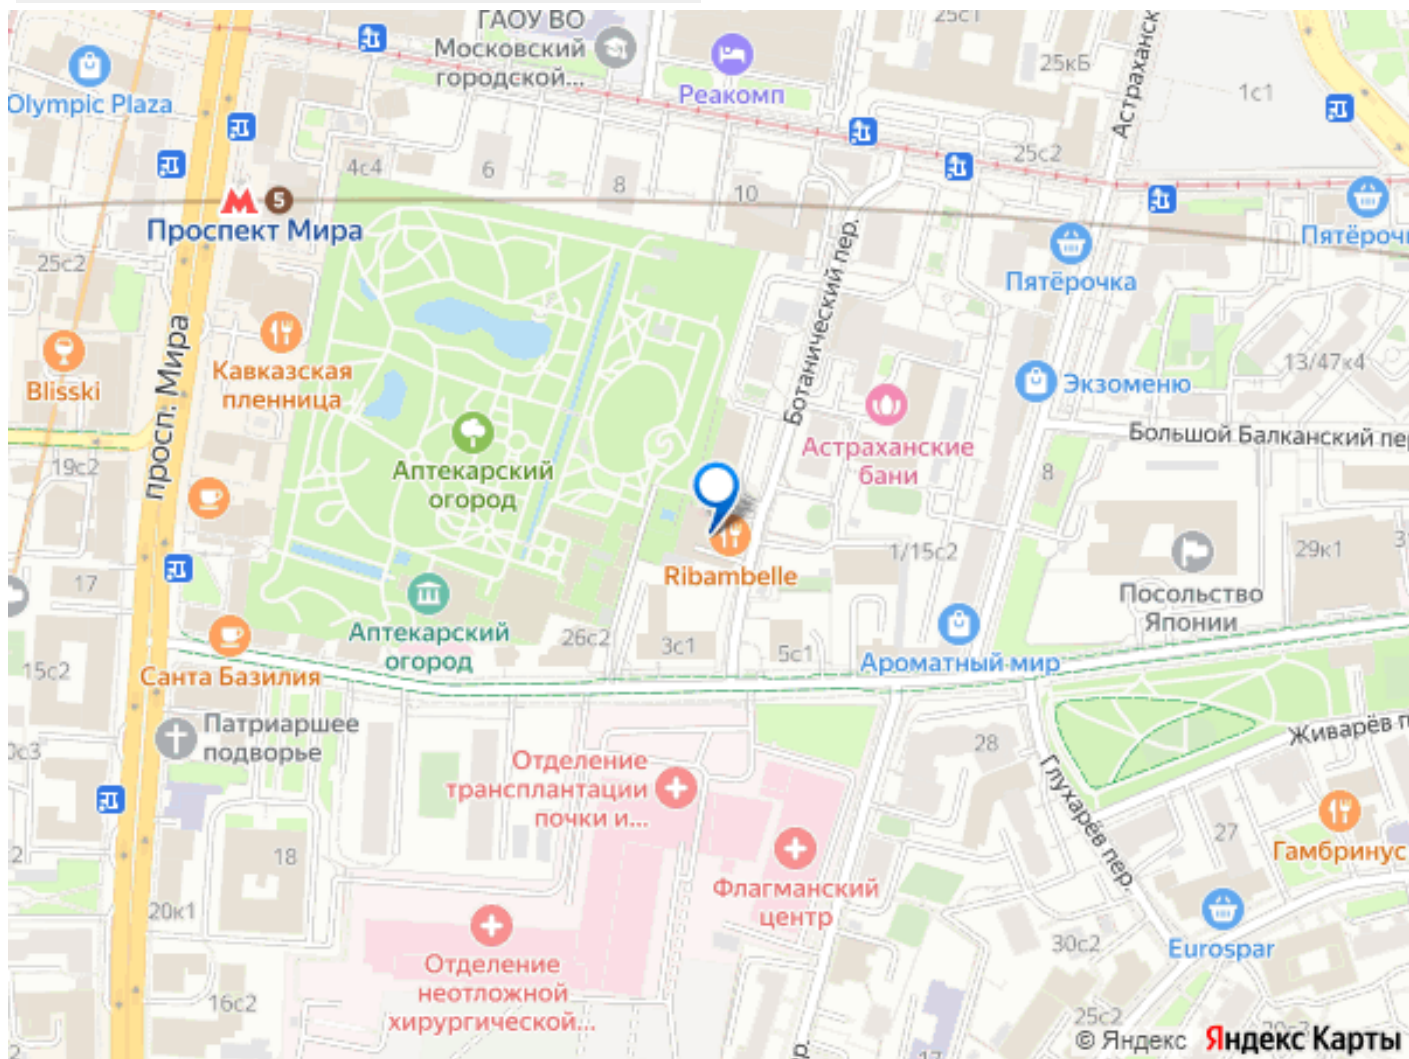 ГАОУ ВО
Московский
городской...
25с1
Астраханск
25кБ
1с1
Olympic Plaza
Реакомп
4с4
6
8
10
25с2
5
Проспект Мира
Пятёроч
25с2
Пятёрочка
Ботанический пер.
просп. Мира
Кавказская
пленница
Blisski
13/47к4
Экзоменю
Астраханские
бани
Большой Балканский пер
19с2
Аптекарский
огород
8
1/15с2
29к1
Ribambelle
17
Посольство
Японии
Аптекарский
огород
26с2
3с1
5с1
Ароматный мир
15с2
Санта Базилия
Патриаршее
подворье
28
Живарёв п
Отделение
трансплантации
почки и...
Глухарёв пер.
27
Гамбринус
18
Флагманский
центр
20к1
Eurospar
30с2
Отделение
неотложной
хирургической...
16с2
25с2
© Яндекс
Яндекс Карты